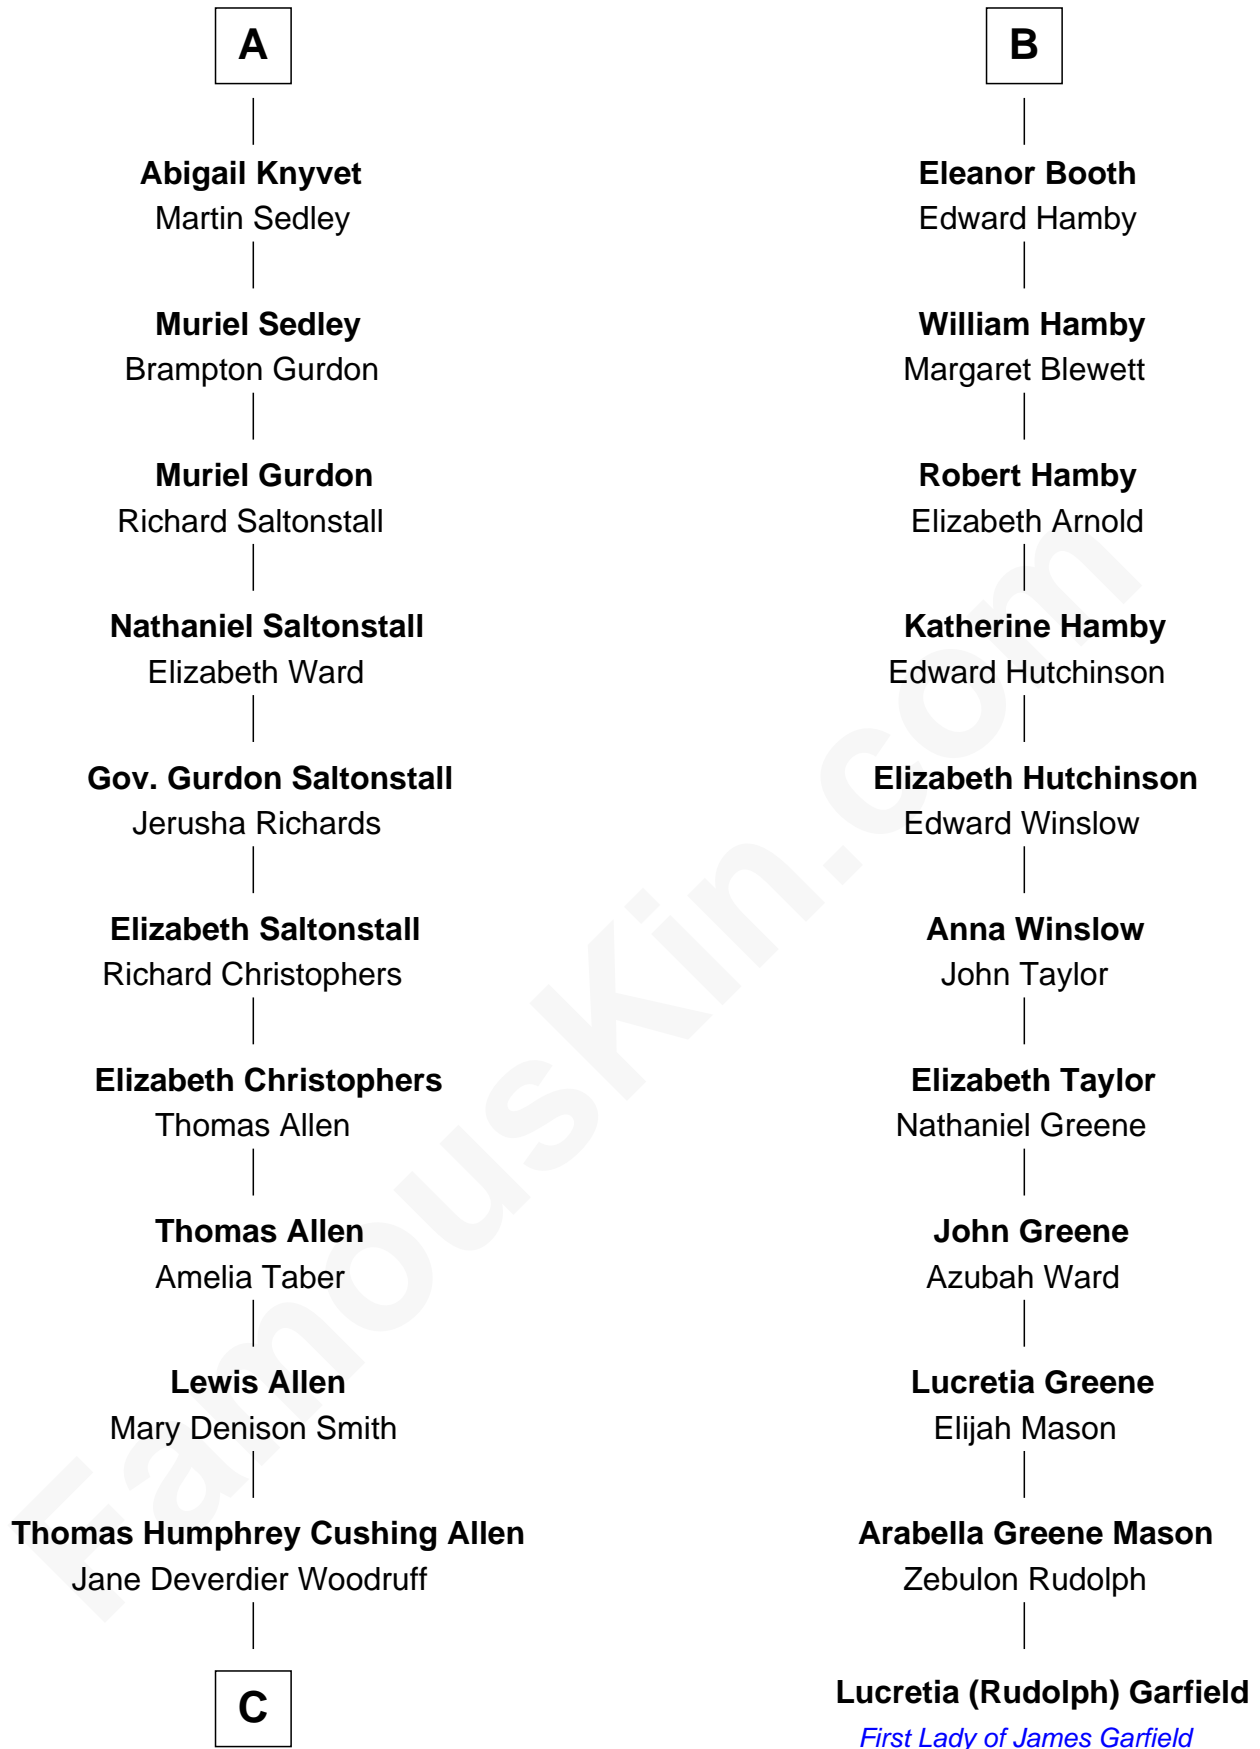 A
Abigail Knyvet
Martin Sedley
Muriel Sedley
Brampton Gurdon
Muriel Gurdon
Richard Saltonstall
Nathaniel Saltonstall
Elizabeth Ward
Gov. Gurdon Saltonstall
Jerusha Richards
Elizabeth Saltonstall
Richard Christophers
Elizabeth Christophers
Thomas Allen
Thomas Allen
Amelia Taber
Lewis Allen
Mary Denison Smith
Thomas Humphrey Cushing Allen
Jane Deverdier Woodruff
C
B
Eleanor Booth
Edward Hamby
William Hamby
Margaret Blewett
Robert Hamby
Elizabeth Arnold
Katherine Hamby
Edward Hutchinson
Elizabeth Hutchinson
Edward Winslow
Anna Winslow
John Taylor
Elizabeth Taylor
Nathaniel Greene
John Greene
Azubah Ward
Lucretia Greene
Elijah Mason
Arabella Greene Mason
Zebulon Rudolph
Lucretia (Rudolph) Garfield
First Lady of James Garfield
FamousKin.com